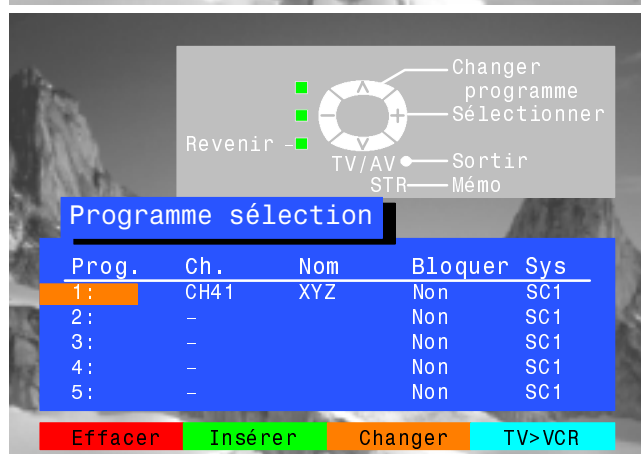 Changer
programme
Sélectionner
Revenir
TV/AV Sortir
STR Mémo
Programme sélection
Prog. Ch. Nom Bloquer Sys
1: CH41 XYZ Non SC1
2: – Non SC1
3: – Non SC1
4: – Non SC1
5: – Non SC1
Effacer Insérer Changer TV>VCR